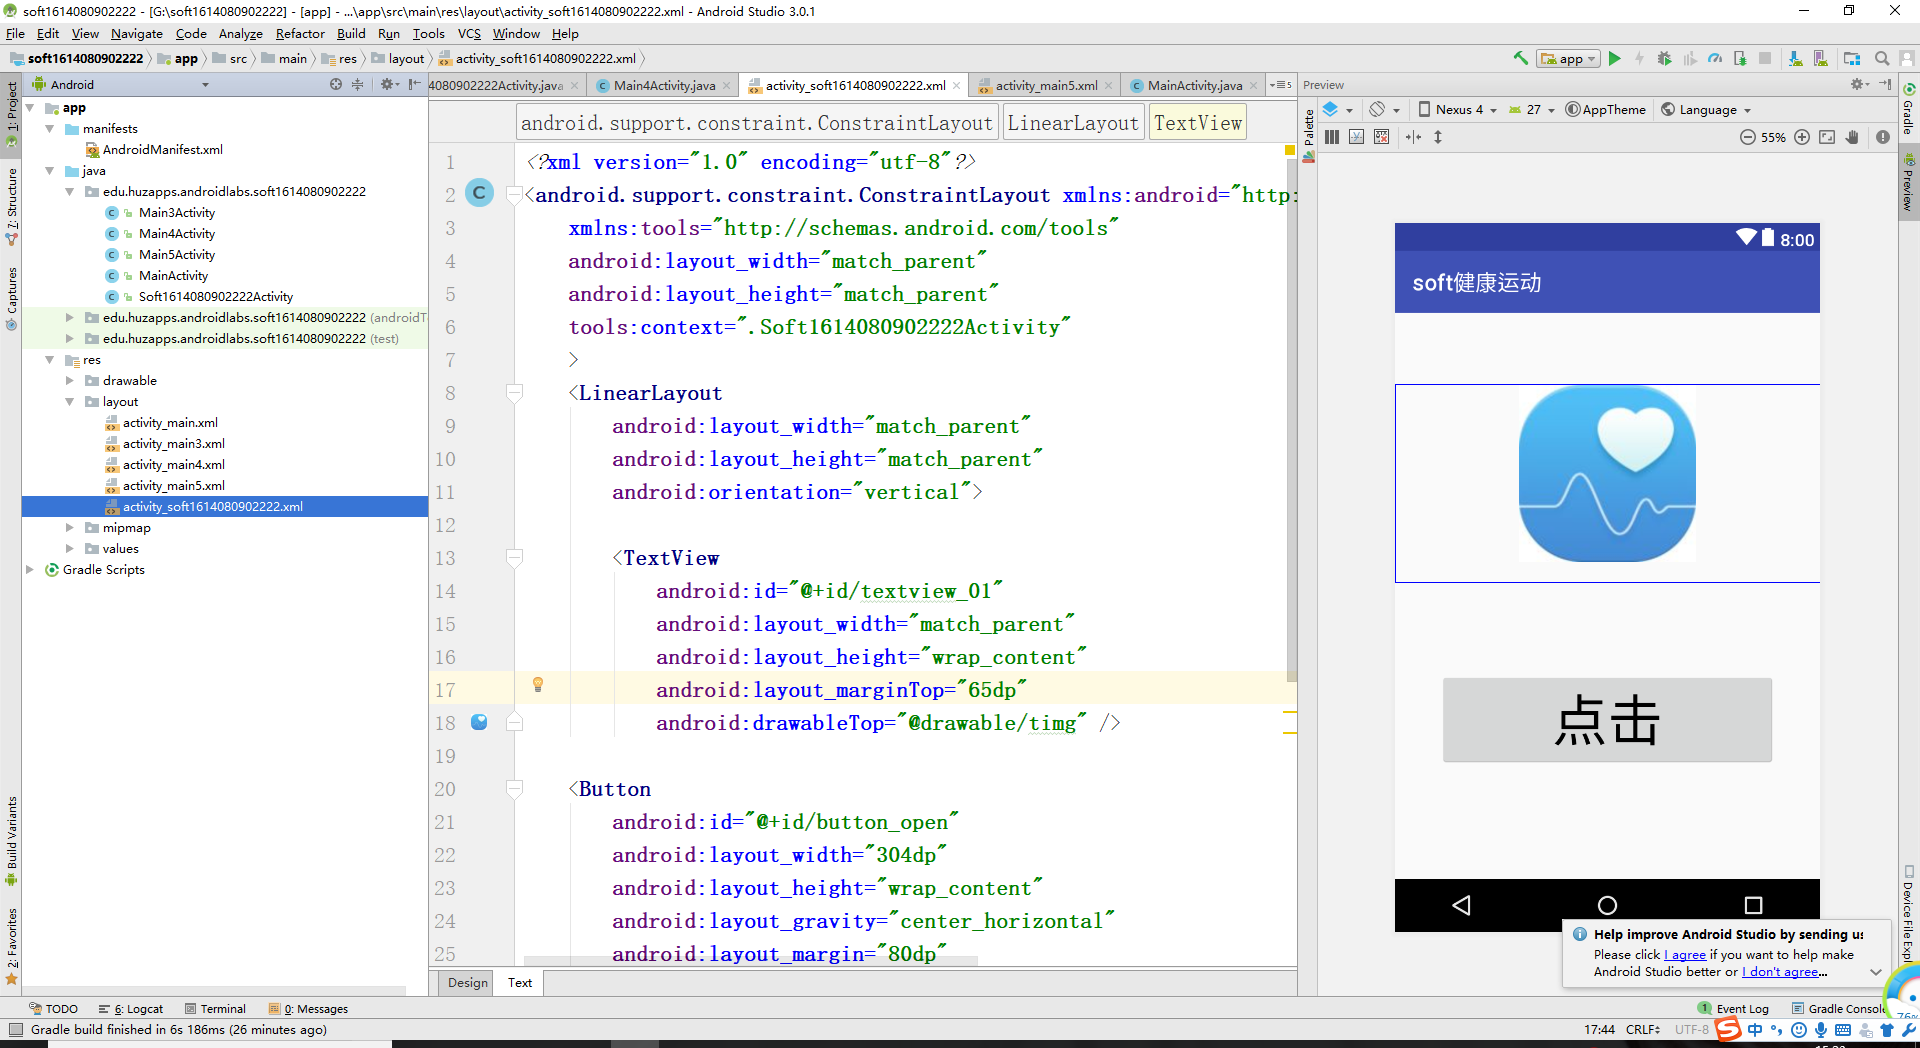 soft1614080902222 - [G:\soft1614080902222] - [app] - ...\app\src\main\res\layout\activity_soft1614080902222.xml - Android Studio 3.0.1
File Edit View Navigate Code Analyze Refactor Build Run Tools VCS Window Help
soft1614080902222 app src main res layout activity_soft1614080902222.xml
app
Android
4080902222Activity.java Main4Activity.java activity_soft1614080902222.xml activity_main5.xml MainActivity.java
Preview
1: Project
7: Structure
Captures
Build Variants
2: Favorites
app
manifests
AndroidManifest.xml
java
edu.huzapps.androidlabs.soft1614080902222
Main3Activity
Main4Activity
Main5Activity
MainActivity
Soft1614080902222Activity
edu.huzapps.androidlabs.soft1614080902222 (androidT
edu.huzapps.androidlabs.soft1614080902222 (test)
res
drawable
layout
activity_main.xml
activity_main3.xml
activity_main4.xml
activity_main5.xml
activity_soft1614080902222.xml
mipmap
values
Gradle Scripts
android.support.constraint.ConstraintLayout LinearLayout TextView
1 <?xml version="1.0" encoding="utf-8"?>
2 <android.support.constraint.ConstraintLayout xmlns:android="http:
3 xmlns:tools="http://schemas.android.com/tools"
4 android:layout_width="match_parent"
5 android:layout_height="match_parent"
6 tools:context=".Soft1614080902222Activity"
7 >
8 <LinearLayout
9 android:layout_width="match_parent"
10 android:layout_height="match_parent"
11 android:orientation="vertical">
12
13 <TextView
14 android:id="@+id/textview_01"
15 android:layout_width="match_parent"
16 android:layout_height="wrap_content"
17 android:layout_marginTop="65dp"
18 android:drawableTop="@drawable/timg" />
19
20 <Button
21 android:id="@+id/button_open"
22 android:layout_width="304dp"
23 android:layout_height="wrap_content"
24 android:layout_gravity="center_horizontal"
25 android:layout_margin="80dp"
Design Text
Palette
Nexus 4 27 AppTheme Language
55%
8:00
soft健康运动
点击
Gradle
Preview
Device File Expl
Help improve Android Studio by sending us
Please click I agree if you want to help make
Android Studio better or I don't agree...
TODO 6: Logcat Terminal 0: Messages
1 Event Log Gradle Console
76%
Gradle build finished in 6s 186ms (26 minutes ago)
17:44 CRLF UTF-8 中